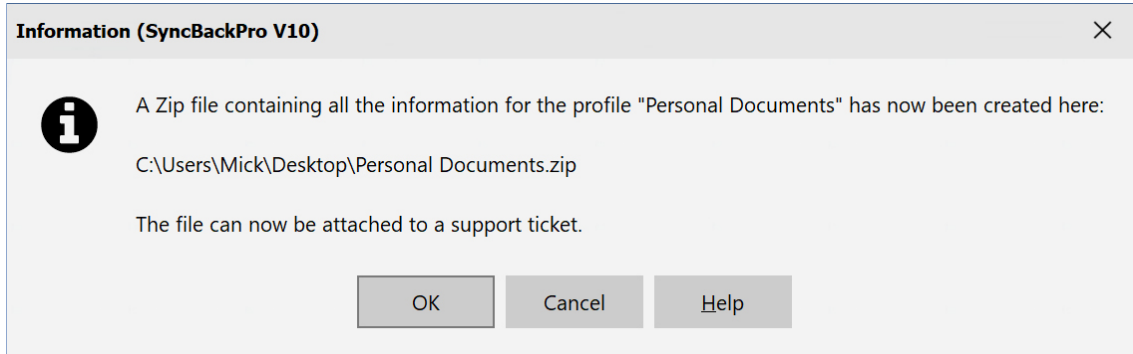 Information (SyncBackPro V10)
A Zip file containing all the information for the profile "Personal Documents" has now been created here:
C:\Users\Mick\Desktop\Personal Documents.zip
The file can now be attached to a support ticket.
OK Cancel Help